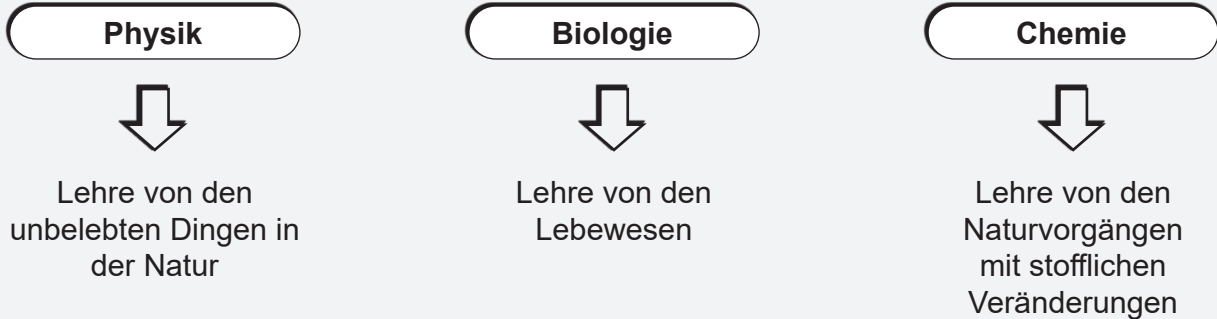 Physik
Lehre von den
unbelebten Dingen in
der Natur
Biologie
Lehre von den
Lebewesen
Chemie
Lehre von den
Naturvorgängen
mit stofflichen
Veränderungen